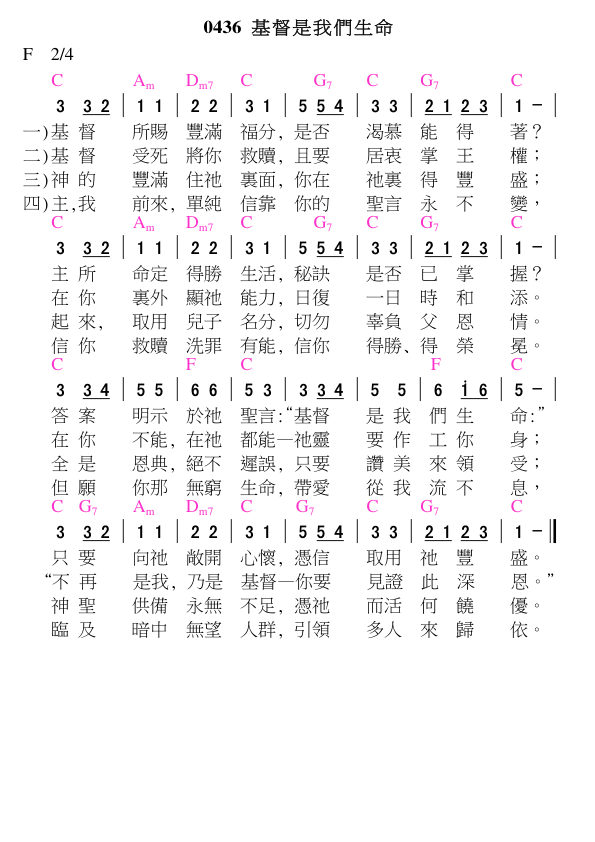 0436 基督是我們生命
F 2/4
C Am Dm7 C G7 C G7 C
3 3 2 | 1 1 | 2 2 | 3 1 | 5 5 4 | 3 3 | 2 1 2 3 | 1 － |
一)基 督 所賜 豐滿 福分, 是否 渴慕 能 得 著?
二)基 督 受死 將你 救贖, 且要 居衷 掌 王 權；
三)神 的 豐滿 住祂 裏面, 你在 祂裏 得 豐 盛；
四)主,我 前來, 單純 信靠 你的 聖言 永 不 變，
C Am Dm7 C G7 C G7 C
3 3 2 | 1 1 | 2 2 | 3 1 | 5 5 4 | 3 3 | 2 1 2 3 | 1 － |
主 所 命定 得勝 生活, 秘訣 是否 已 掌 握?
在 你 裏外 顯祂 能力, 日復 一日 時 和 添。
起 來, 取用 兒子 名分, 切勿 辜負 父 恩 情。
信 你 救贖 洗罪 有能, 信你 得勝、得 榮 冕。
C F C F C
3 3 4 | 5 5 | 6 6 | 5 3 | 3 3 4 | 5 5 | 6 i 6 | 5 － |
答 案 明示 於祂 聖言:“基督 是 我 們 生 命:”
在 你 不能, 在祂 都能—祂靈 要 作 工 你 身；
全 是 恩典, 絕不 遲誤, 只要 讚 美 來 領 受；
但 願 你那 無窮 生命, 帶愛 從 我 流 不 息，
C G7 Am Dm7 C G7 C G7 C
3 3 2 | 1 1 | 2 2 | 3 1 | 5 5 4 | 3 3 | 2 1 2 3 | 1 － ‖
只 要 向祂 敞開 心懷, 憑信 取用 祂 豐 盛。
“不 再 是我, 乃是 基督—你要 見證 此 深 恩。”
神 聖 供備 永無 不足, 憑祂 而活 何 饒 優。
臨 及 暗中 無望 人群, 引領 多人 來 歸 依。